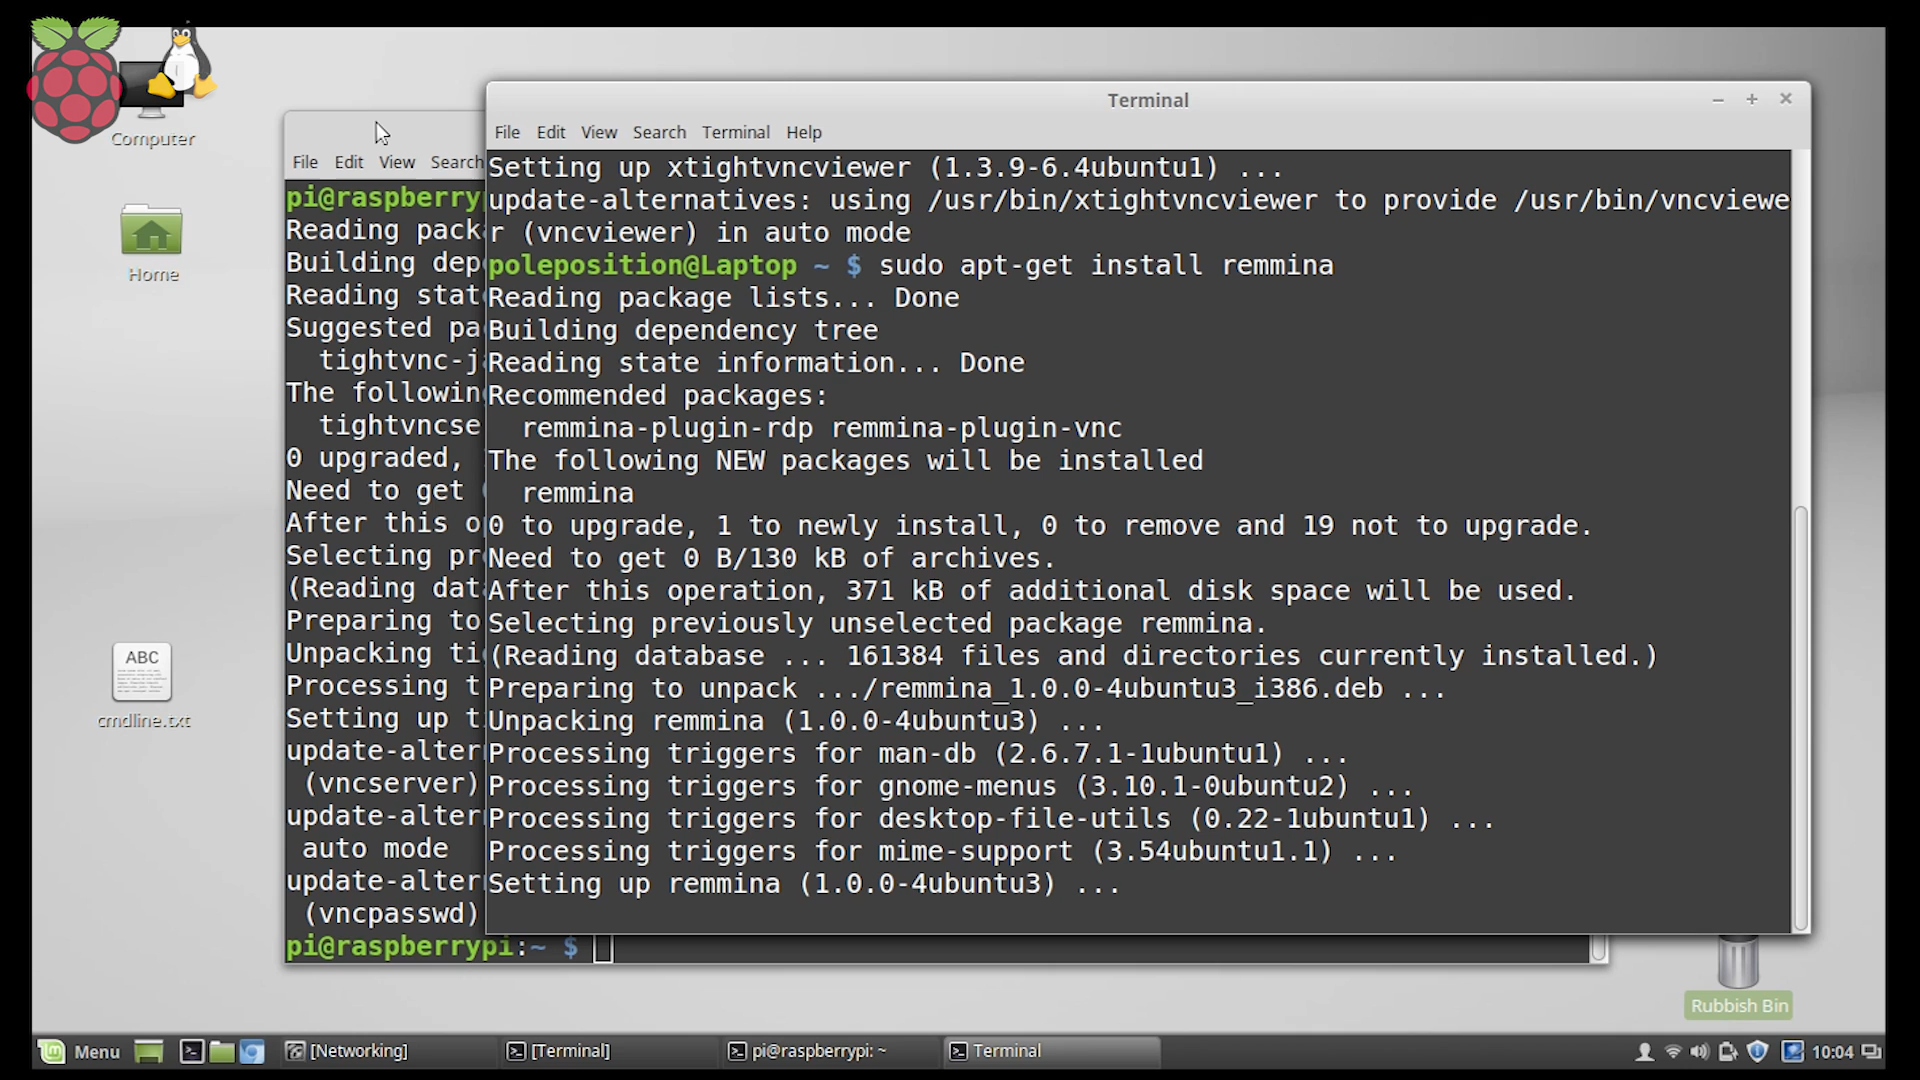 Computer
Home
ABC
cmdline.txt
File Edit View Search
pi@raspberryp
Reading pack
Building dep
Reading stat
Suggested pa
tightvnc-j
The followin
tightvncse
0 upgraded,
Need to get
After this o
Selecting pr
(Reading dat
Preparing to
Unpacking ti
Processing t
Setting up t
update-alter
(vncserver)
update-alter
auto mode
update-alter
(vncpasswd)
pi@raspberrypi:~ $
Terminal
File Edit View Search Terminal Help
Setting up xtightvncviewer (1.3.9-6.4ubuntu1) ...
update-alternatives: using /usr/bin/xtightvncviewer to provide /usr/bin/vncviewe
r (vncviewer) in auto mode
poleposition@Laptop ~ $ sudo apt-get install remmina
Reading package lists... Done
Building dependency tree
Reading state information... Done
Recommended packages:
remmina-plugin-rdp remmina-plugin-vnc
The following NEW packages will be installed
remmina
0 to upgrade, 1 to newly install, 0 to remove and 19 not to upgrade.
Need to get 0 B/130 kB of archives.
After this operation, 371 kB of additional disk space will be used.
Selecting previously unselected package remmina.
(Reading database ... 161384 files and directories currently installed.)
Preparing to unpack .../remmina_1.0.0-4ubuntu3_i386.deb ...
Unpacking remmina (1.0.0-4ubuntu3) ...
Processing triggers for man-db (2.6.7.1-1ubuntu1) ...
Processing triggers for gnome-menus (3.10.1-0ubuntu2) ...
Processing triggers for desktop-file-utils (0.22-1ubuntu1) ...
Processing triggers for mime-support (3.54ubuntu1.1) ...
Setting up remmina (1.0.0-4ubuntu3) ...
Rubbish Bin
Menu [Networking] [Terminal] pi@raspberrypi: ~ Terminal 10:04